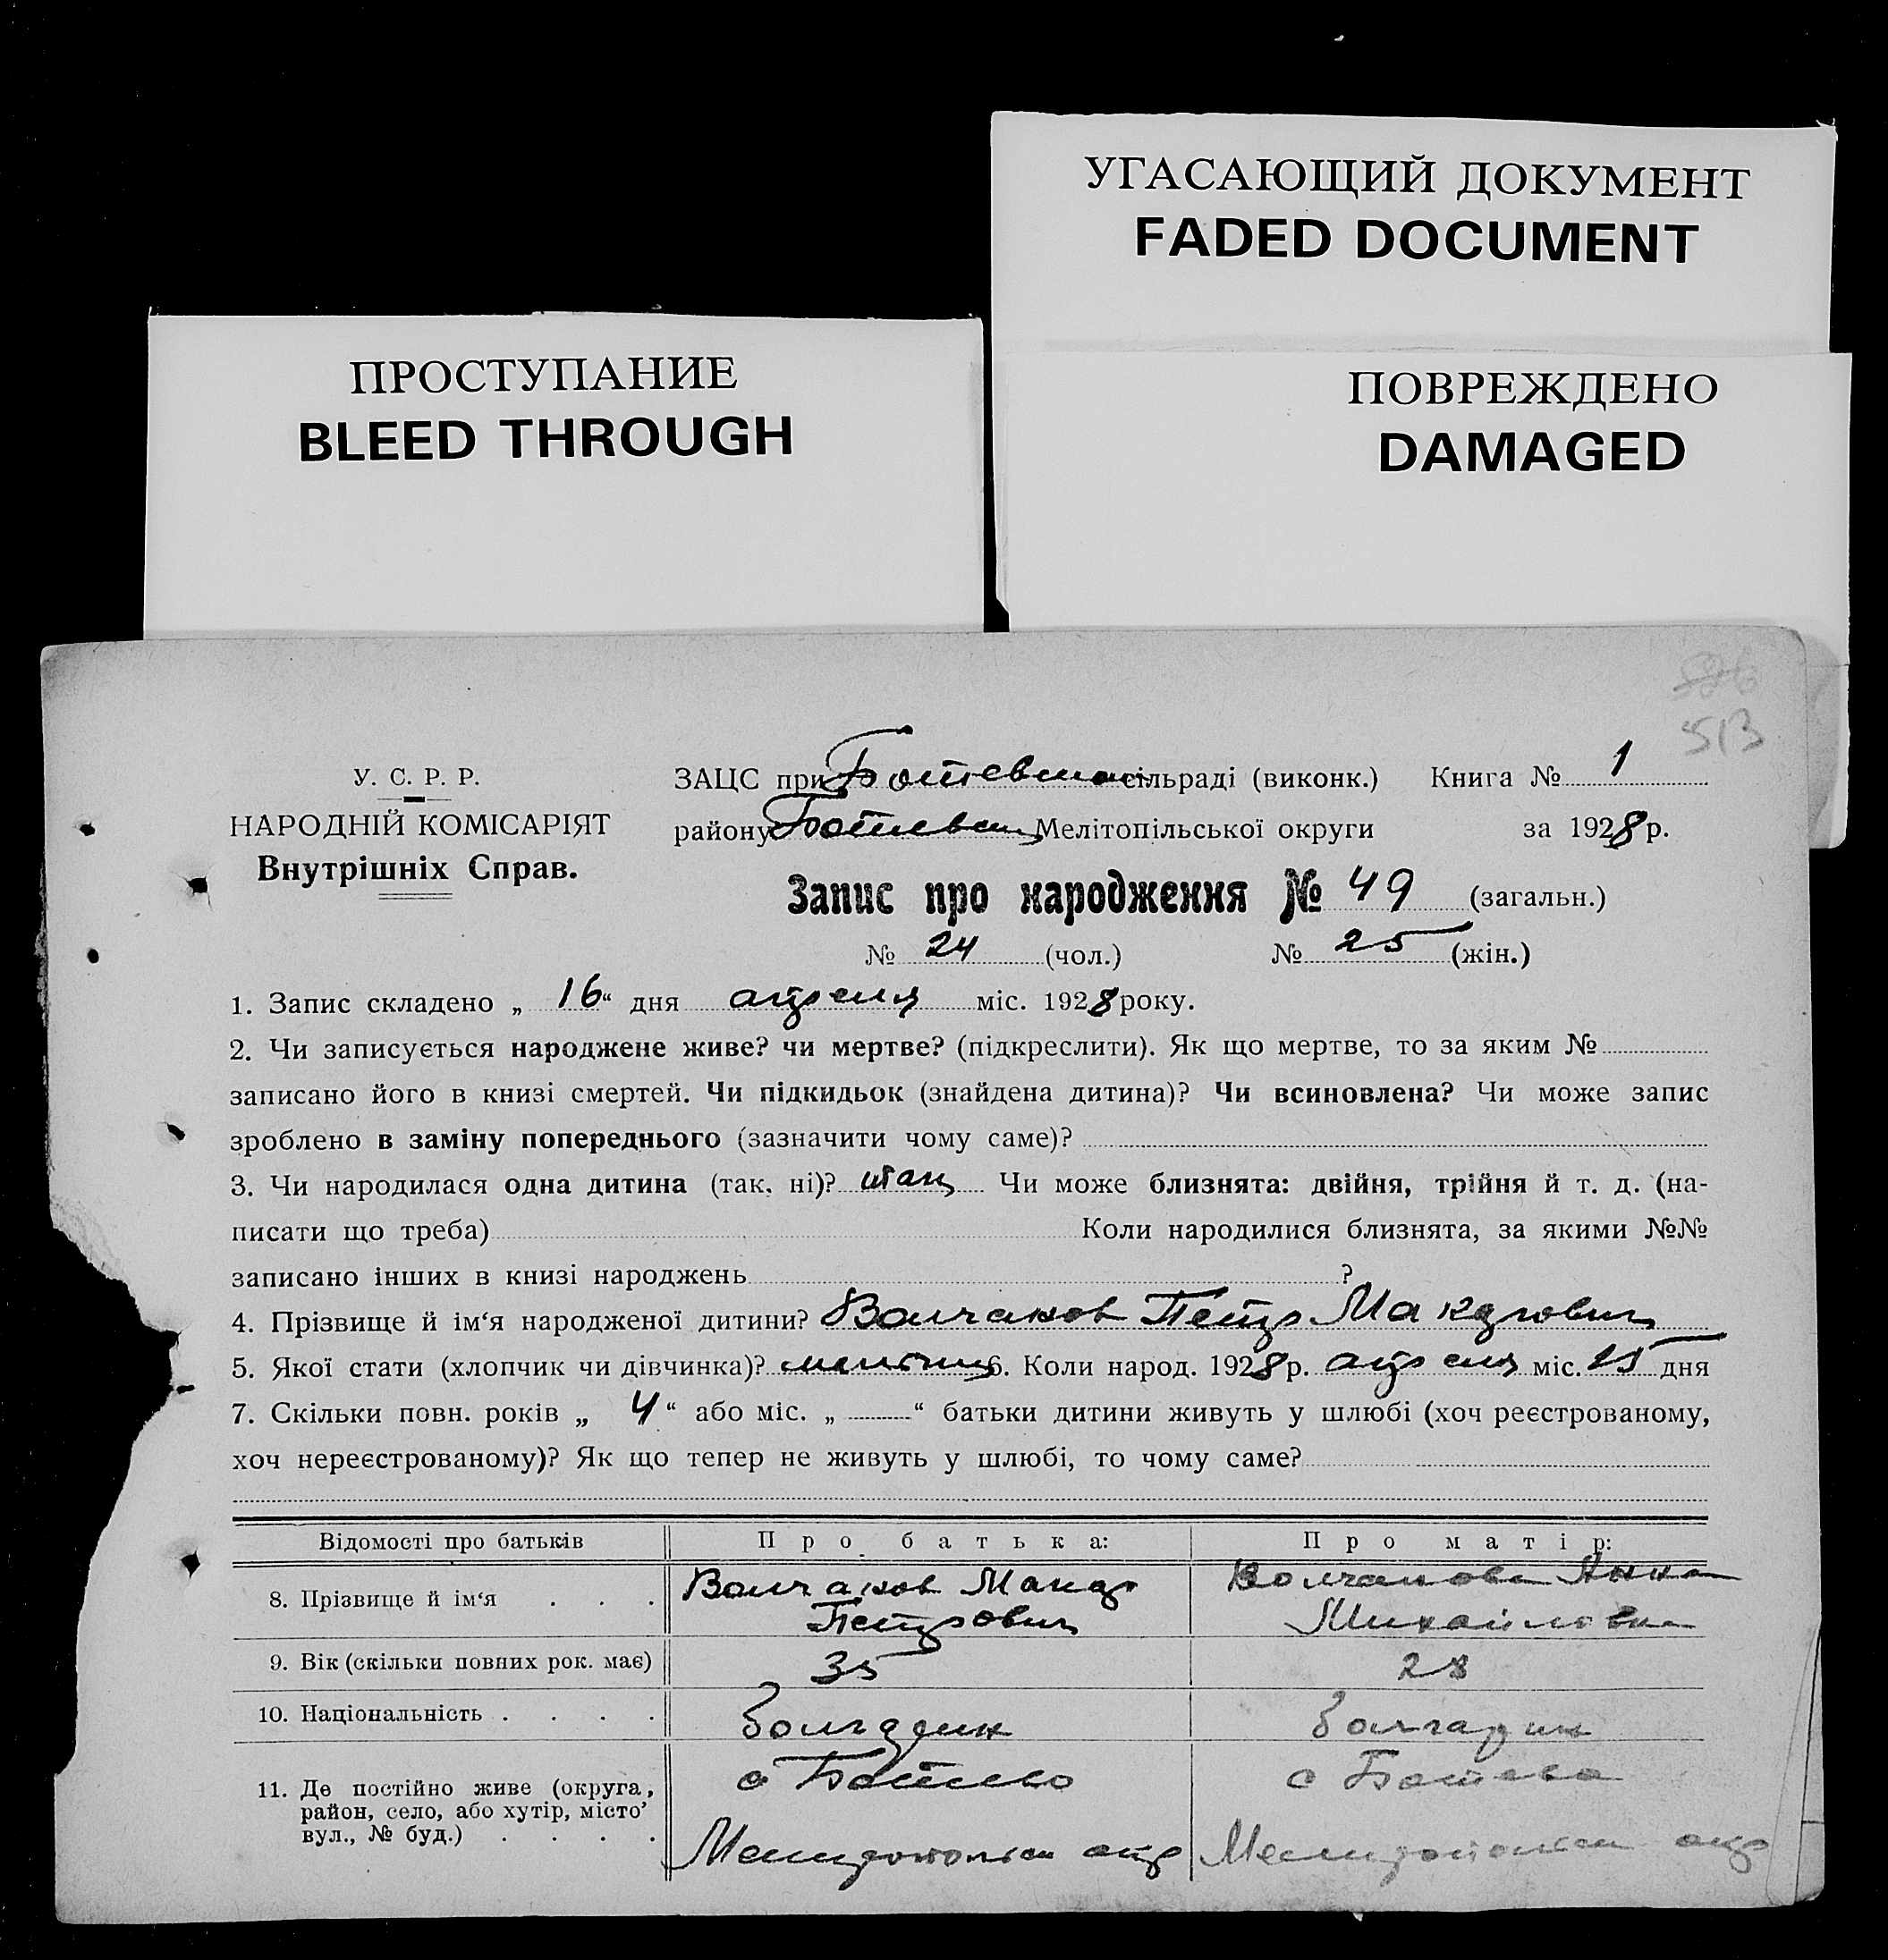 УГАСАЮЩИЙ ДОКУМЕНТ
FADED DOCUMENT
ПРОСТУПАНИЕ
BLEED THROUGH
ПОВРЕЖДЕНО
DAMAGED
513
У. С. Р. Р.
НАРОДНІЙ КОМІСАРІЯТ
Внутрішніх Справ.
ЗАЦС при Ботевском сільраді (виконк.) Книга № 1
району Ботиевск Мелітопільської округи за 1928 р.
Запис про народження № 49 (загальн.)
№ 24 (чол.) № 25 (жін.)
1. Запис складено „ 16 “ дня апреля міс. 1928 року.
2. Чи записується народжене живе? чи мертве? (підкреслити). Як що мертве, то за яким №
записано його в книзі смертей. Чи підкидьок (знайдена дитина)? Чи всиновлена? Чи може запис
зроблено в заміну попереднього (зазначити чому саме)?
3. Чи народилася одна дитина (так, ні)? так Чи може близнята: двійня, трійня й т. д. (на-
писати що треба) Коли народилися близнята, за якими №№
записано інших в книзі народжень ?
4. Прізвище й ім‘я народженої дитини? Волчанов Петр Макарович
5. Якої стати (хлопчик чи дівчинка)? 6. Коли народ. 1928 р. апреля міс. 15 дня
7. Скільки повн. років „ 4 “ або міс. „ “ батьки дитини живуть у шлюбі (хоч реєстрованому,
хоч нереєстрованому)? Як що тепер не живуть у шлюбі, то чому саме?
Відомості про батьків Про батька: Про матір:
8. Прізвище й ім‘я . . . Волчанов Макар Волчанова Анна
Петрович Михайловна
9. Вік (скільки повних рок. має) 35 28
10. Національність . . . . болгарин болгарин
11. Де постійно живе (округа, с Ботиево с Ботево
район, село, або хутір, місто’
вул., № буд.) . . . . Мелитопольск окр Мелитопольск окр